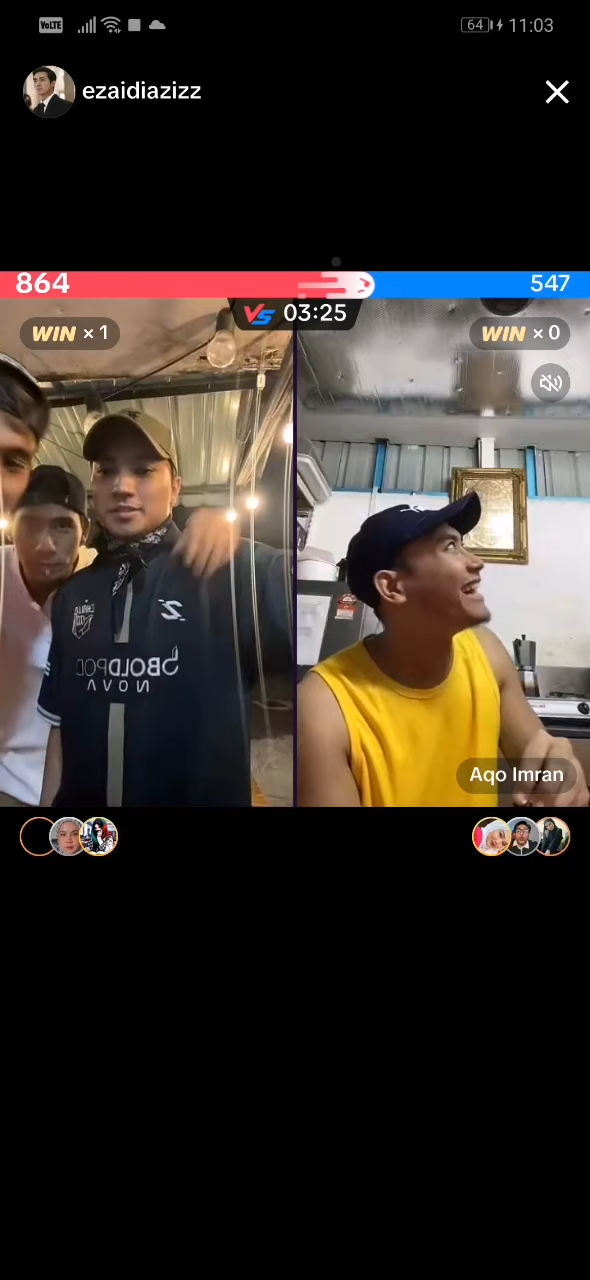 VoLTE
64
11:03
ezaidiazizz
864
547
VS 03:25
WIN × 1
WIN × 0
BOLDPOD
NOVA
Aqo Imran